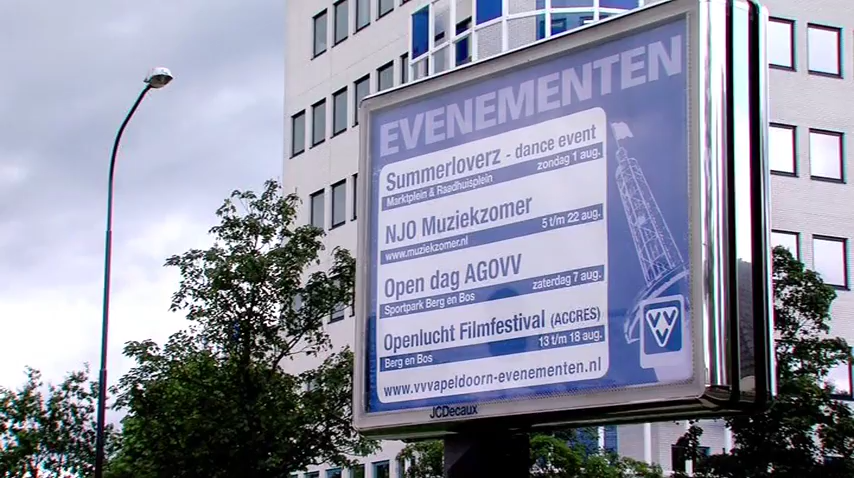 EVENEMENTEN
Summerloverz - dance event
Marktplein & Raadhuisplein zondag 1 aug.
NJO Muziekzomer
www.muziekzomer.nl 5 t/m 22 aug.
Open dag AGOVV
Sportpark Berg en Bos zaterdag 7 aug.
Openlucht Filmfestival (ACCRES)
Berg en Bos 13 t/m 18 aug.
www.vvvapeldoorn-evenementen.nl
VVV
JCDecaux